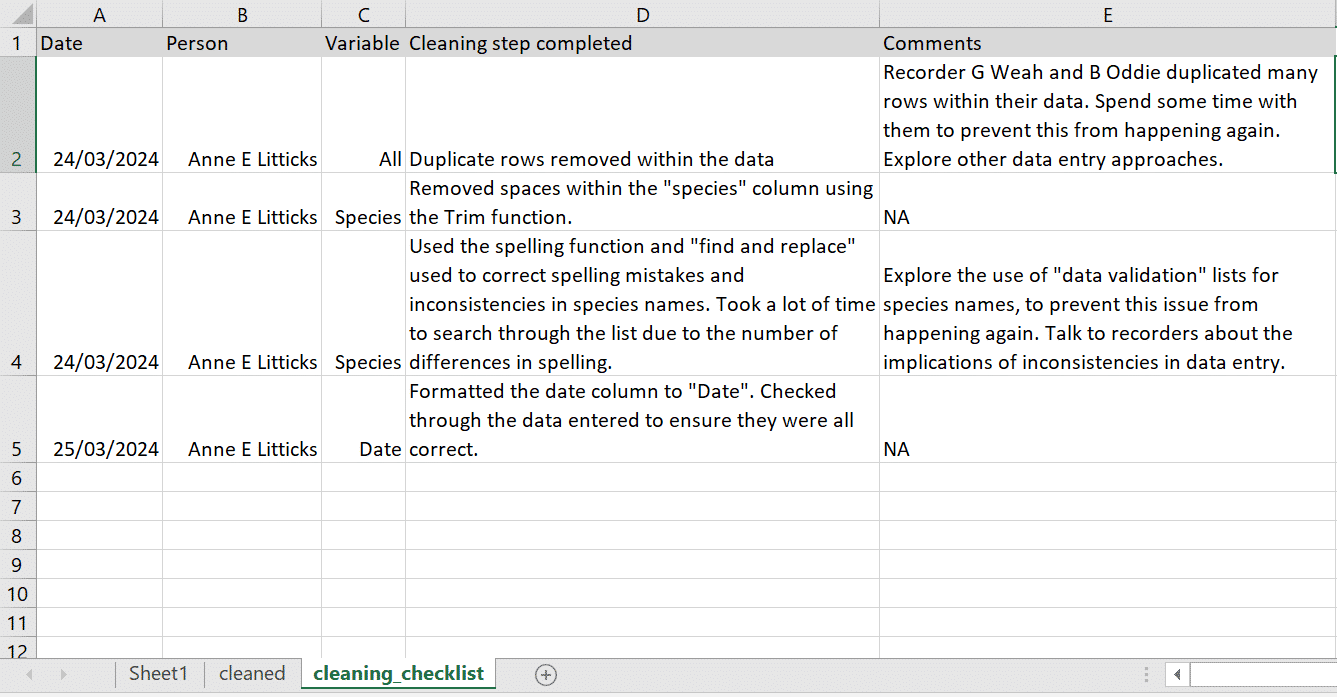 A B C D E
1 Date Person Variable Cleaning step completed Comments
Recorder G Weah and B Oddie duplicated many
rows within their data. Spend some time with
them to prevent this from happening again.
2 24/03/2024 Anne E Litticks All Duplicate rows removed within the data Explore other data entry approaches.
Removed spaces within the "species" column using
3 24/03/2024 Anne E Litticks Species the Trim function. NA
Used the spelling function and "find and replace"
used to correct spelling mistakes and Explore the use of "data validation" lists for
inconsistencies in species names. Took a lot of time species names, to prevent this issue from
to search through the list due to the number of happening again. Talk to recorders about the
4 24/03/2024 Anne E Litticks Species differences in spelling. implications of inconsistencies in data entry.
Formatted the date column to "Date". Checked
through the data entered to ensure they were all
5 25/03/2024 Anne E Litticks Date correct. NA
6
7
8
9
10
11
12
Sheet1 cleaned cleaning_checklist